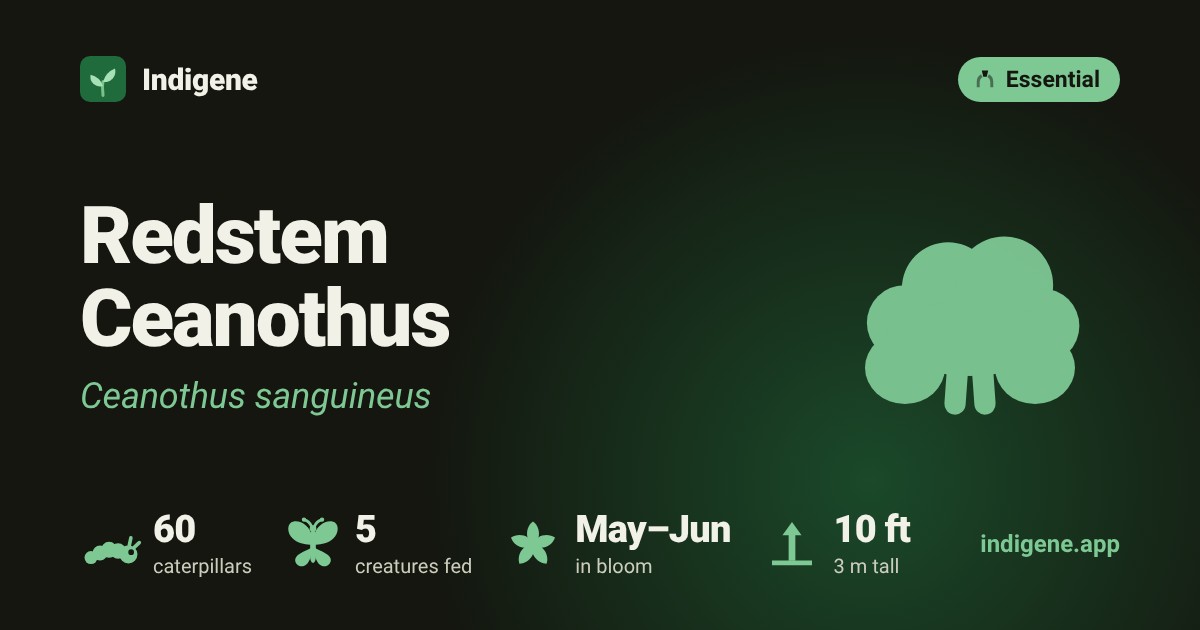 Indigene
Essential
Redstem
Ceanothus
Ceanothus sanguineus
60
caterpillars
5
creatures fed
May–Jun
in bloom
10 ft
3 m tall
indigene.app